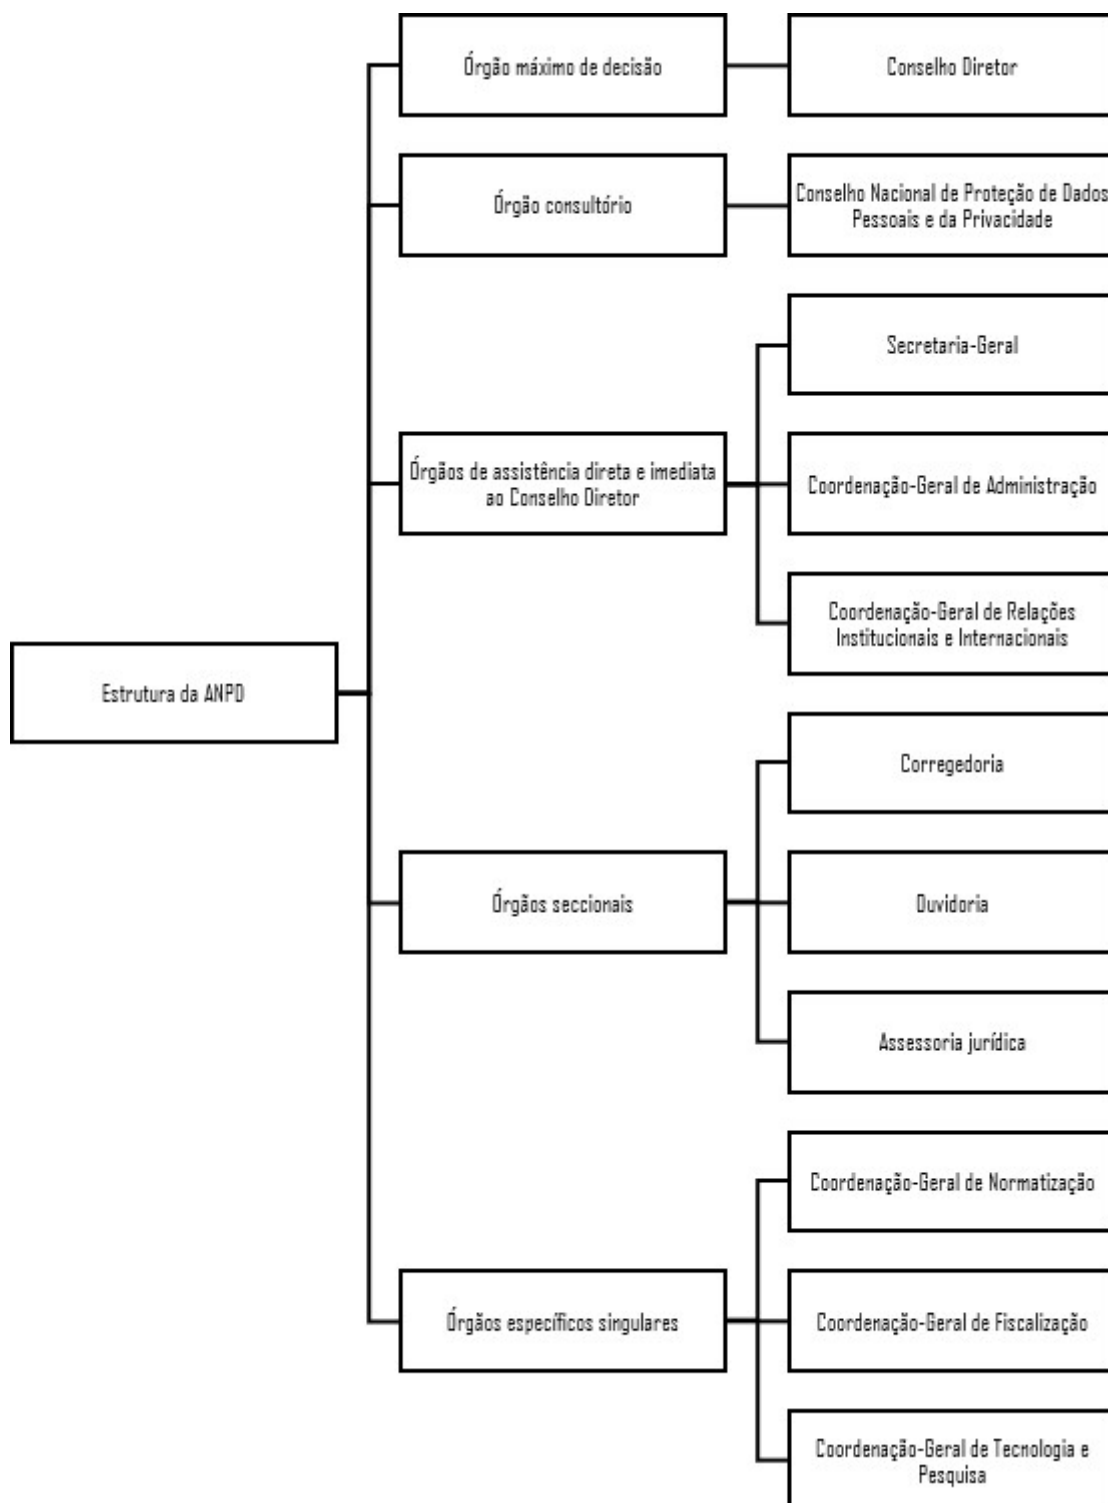 Estrutura da ANPD
Órgão máximo de decisão
Conselho Diretor
Órgão consultório
Conselho Nacional de Proteção de Dados
Pessoais e da Privacidade
Órgãos de assistência direta e imediata
ao Conselho Diretor
Secretaria-Geral
Coordenação-Geral de Administração
Coordenação-Geral de Relações
Institucionais e Internacionais
Órgãos seccionais
Corregedoria
Ouvidoria
Assessoria jurídica
Órgãos específicos singulares
Coordenação-Geral de Normatização
Coordenação-Geral de Fiscalização
Coordenação-Geral de Tecnologia e
Pesquisa